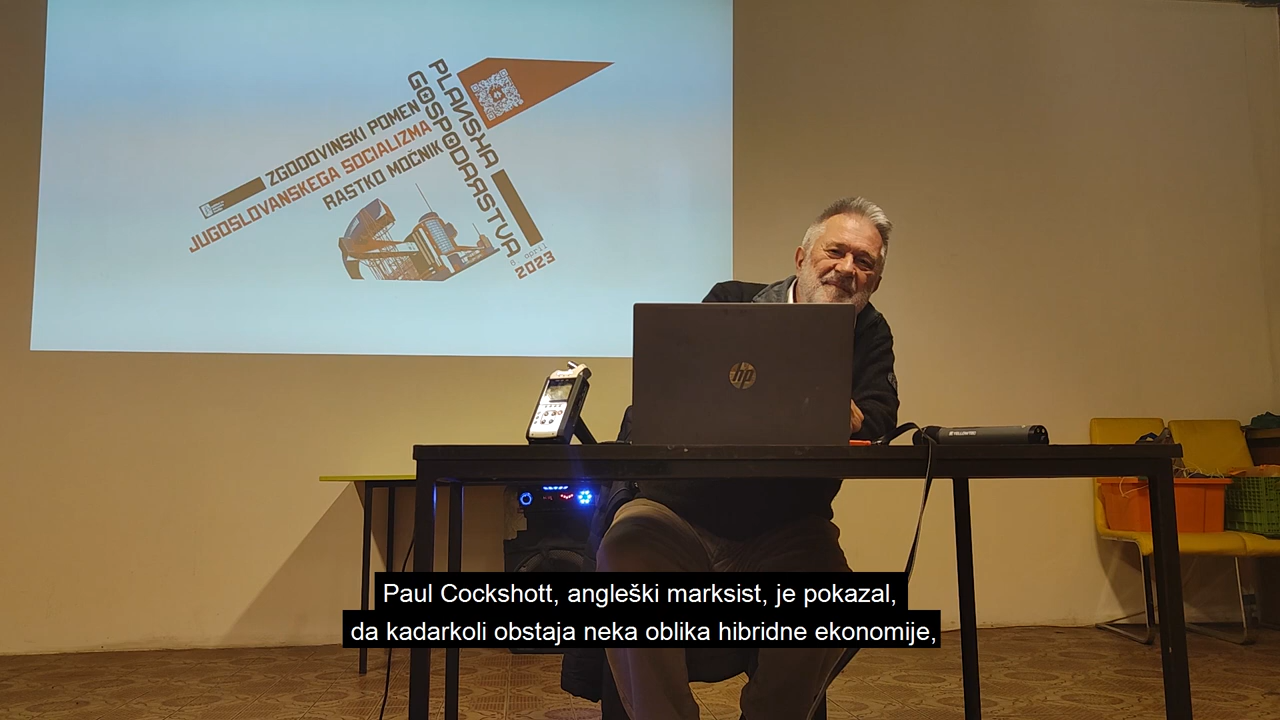 PLANSKA
GOSPODARSTVA
ZGODOVINSKI POMEN
JUGOSLOVANSKEGA SOCIALIZMA
RASTKO MOČNIK
6. april
2023
hp
Paul Cockshott, angleški marksist, je pokazal,
da kadarkoli obstaja neka oblika hibridne ekonomije,